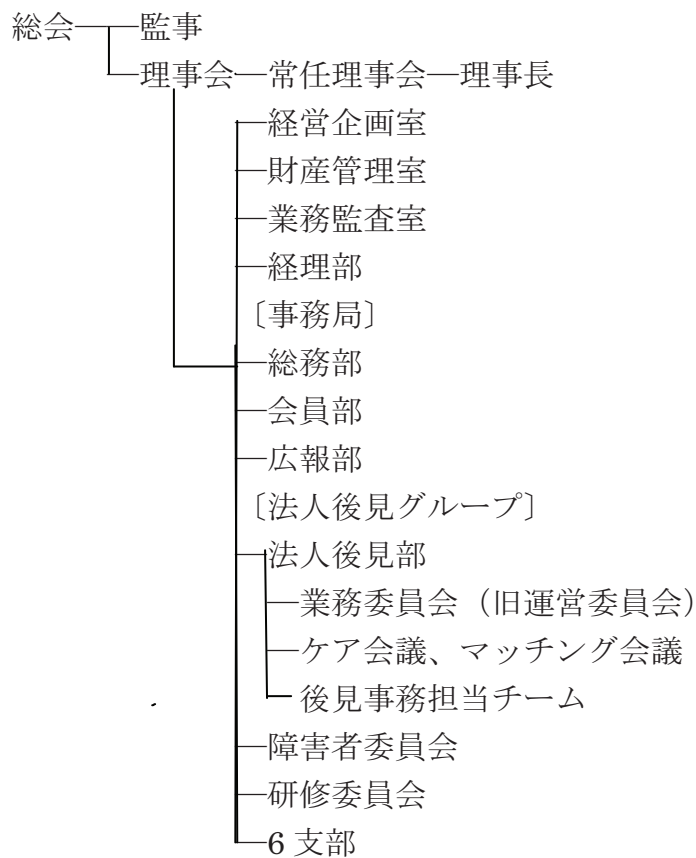 総会 監事
理事会 常任理事会 理事長
経営企画室
財産管理室
業務監査室
経理部
〔事務局〕
総務部
会員部
広報部
〔法人後見グループ〕
法人後見部
業務委員会（旧運営委員会）
ケア会議、マッチング会議
後見事務担当チーム
障害者委員会
研修委員会
6 支部